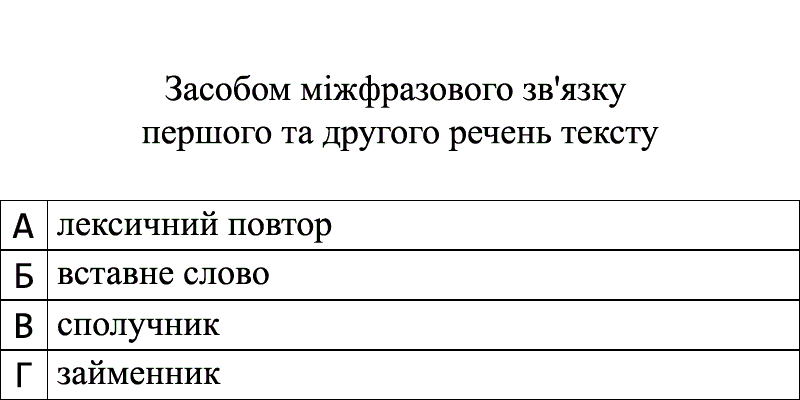 Засобом міжфразового зв'язку
першого та другого речень тексту
А лексичний повтор
Б вставне слово
В сполучник
Г займенник